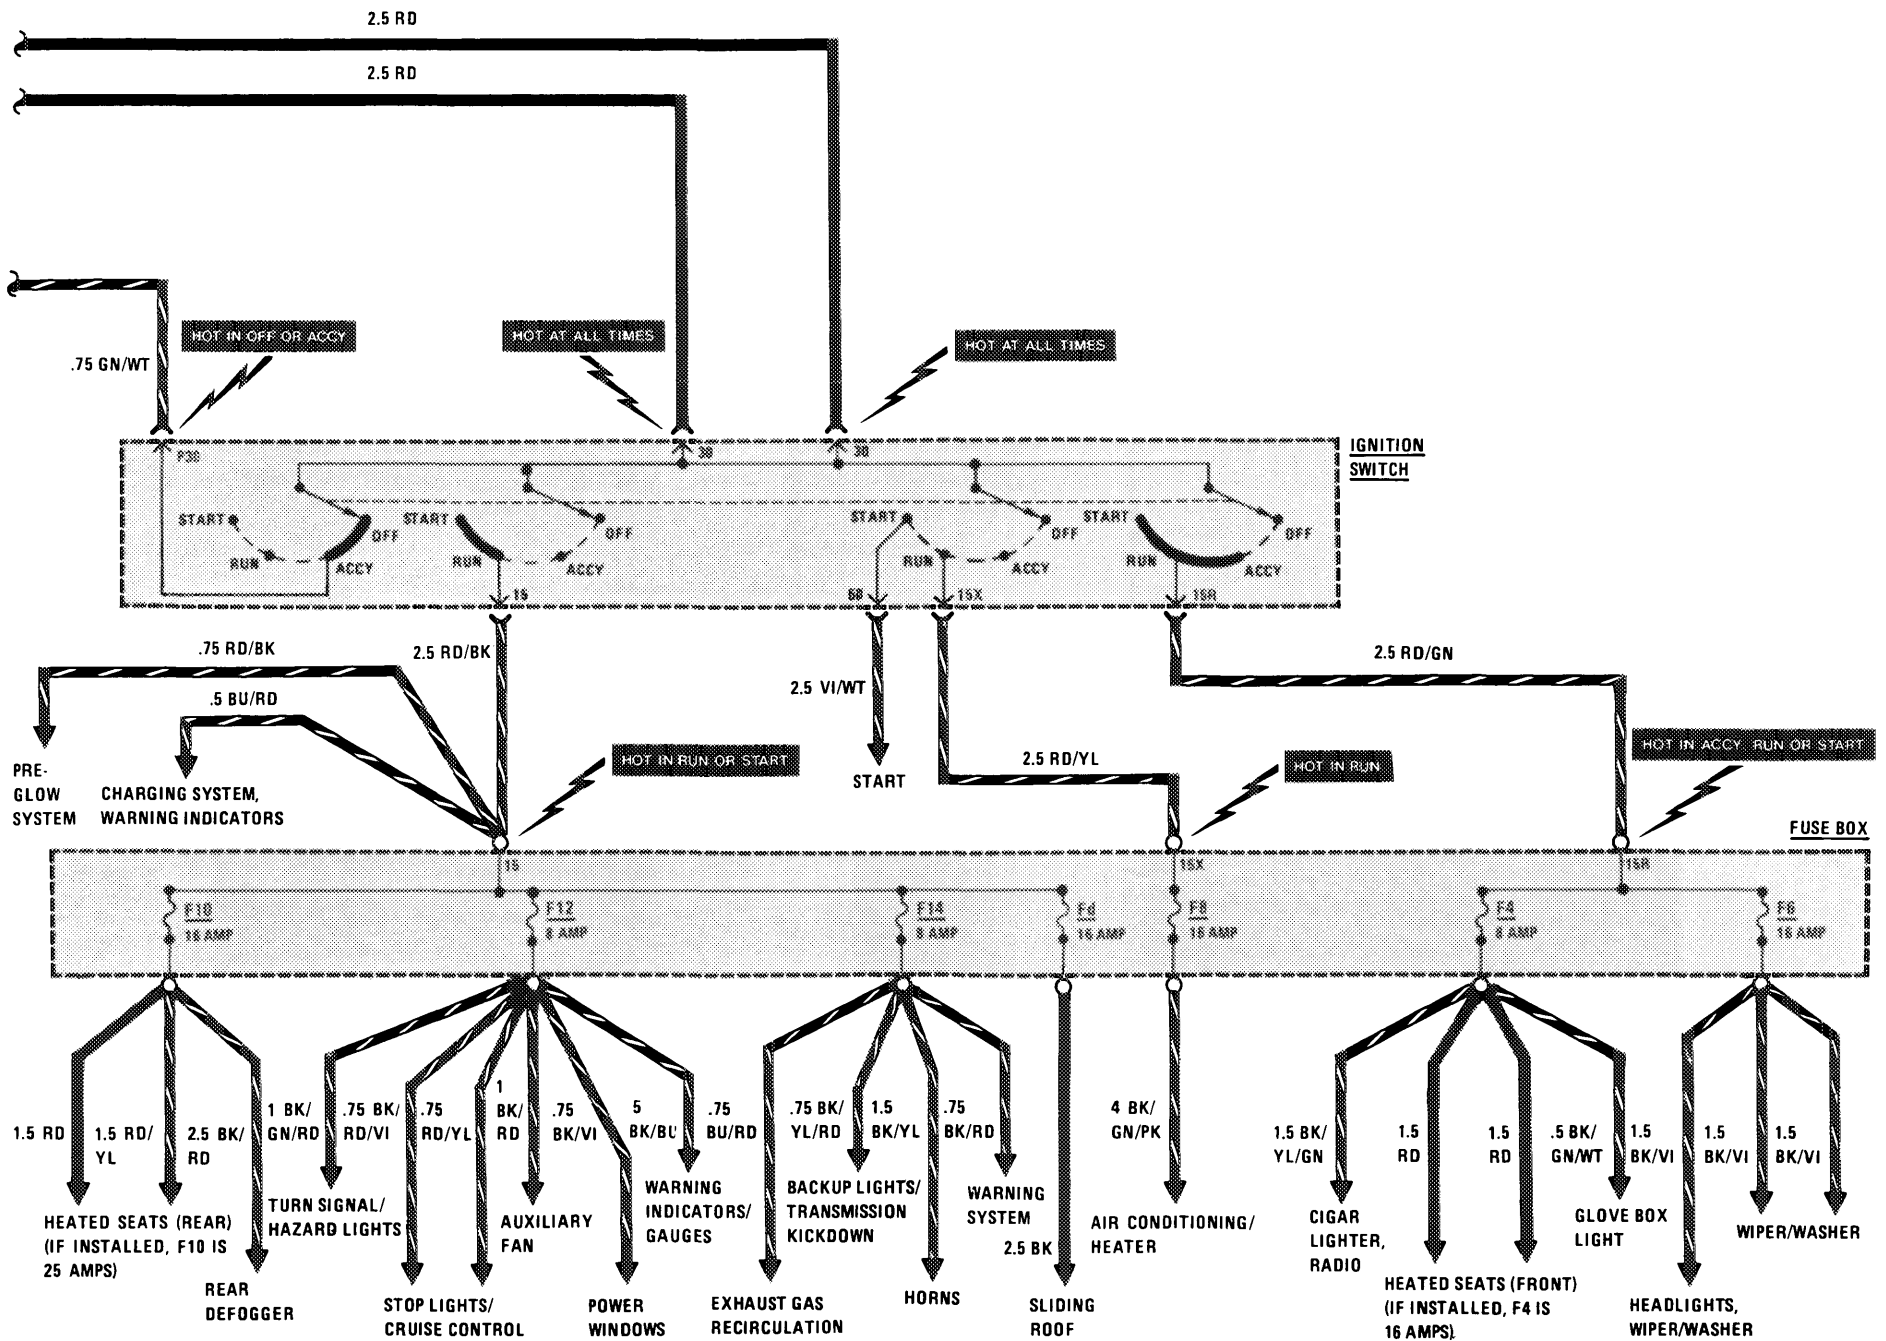 2.5 RD
2.5 RD
HOT IN OFF OR ACCY
HOT AT ALL TIMES
HOT AT ALL TIMES
.75 GN/WT
IGNITION
SWITCH
P30
30
30
START
OFF
RUN
ACCY
START
OFF
RUN
ACCY
START
OFF
RUN
ACCY
START
OFF
RUN
ACCY
15
50
15X
15R
.75 RD/BK
2.5 RD/BK
2.5 RD/GN
.5 BU/RD
2.5 VI/WT
HOT IN RUN OR START
2.5 RD/YL
HOT IN RUN
HOT IN ACCY RUN OR START
PRE-
GLOW
SYSTEM
CHARGING SYSTEM,
WARNING INDICATORS
START
FUSE BOX
15
15X
15R
F10
16 AMP
F12
8 AMP
F14
8 AMP
Fd
16 AMP
F8
16 AMP
F4
8 AMP
F6
16 AMP
1.5 RD
1.5 RD/
YL
2.5 BK/
RD
1 BK/
GN/RD
.75 BK/
RD/VI
.75
RD/YL
1
BK/
RD
.75
BK/VI
5
BK/BU
.75
BU/RD
.75 BK/
YL/RD
1.5
BK/YL
.75
BK/RD
2.5 BK
4 BK/
GN/PK
1.5 BK/
YL/GN
1.5
RD
1.5
RD
.5 BK/
GN/WT
1.5
BK/VI
1.5
BK/VI
1.5
BK/VI
HEATED SEATS (REAR)
(IF INSTALLED, F10 IS
25 AMPS)
REAR
DEFOGGER
TURN SIGNAL/
HAZARD LIGHTS
STOP LIGHTS/
CRUISE CONTROL
AUXILIARY
FAN
POWER
WINDOWS
WARNING
INDICATORS/
GAUGES
EXHAUST GAS
RECIRCULATION
BACKUP LIGHTS/
TRANSMISSION
KICKDOWN
HORNS
WARNING
SYSTEM
SLIDING
ROOF
AIR CONDITIONING/
HEATER
CIGAR
LIGHTER,
RADIO
HEATED SEATS (FRONT)
(IF INSTALLED, F4 IS
16 AMPS)
GLOVE BOX
LIGHT
HEADLIGHTS,
WIPER/WASHER
WIPER/WASHER